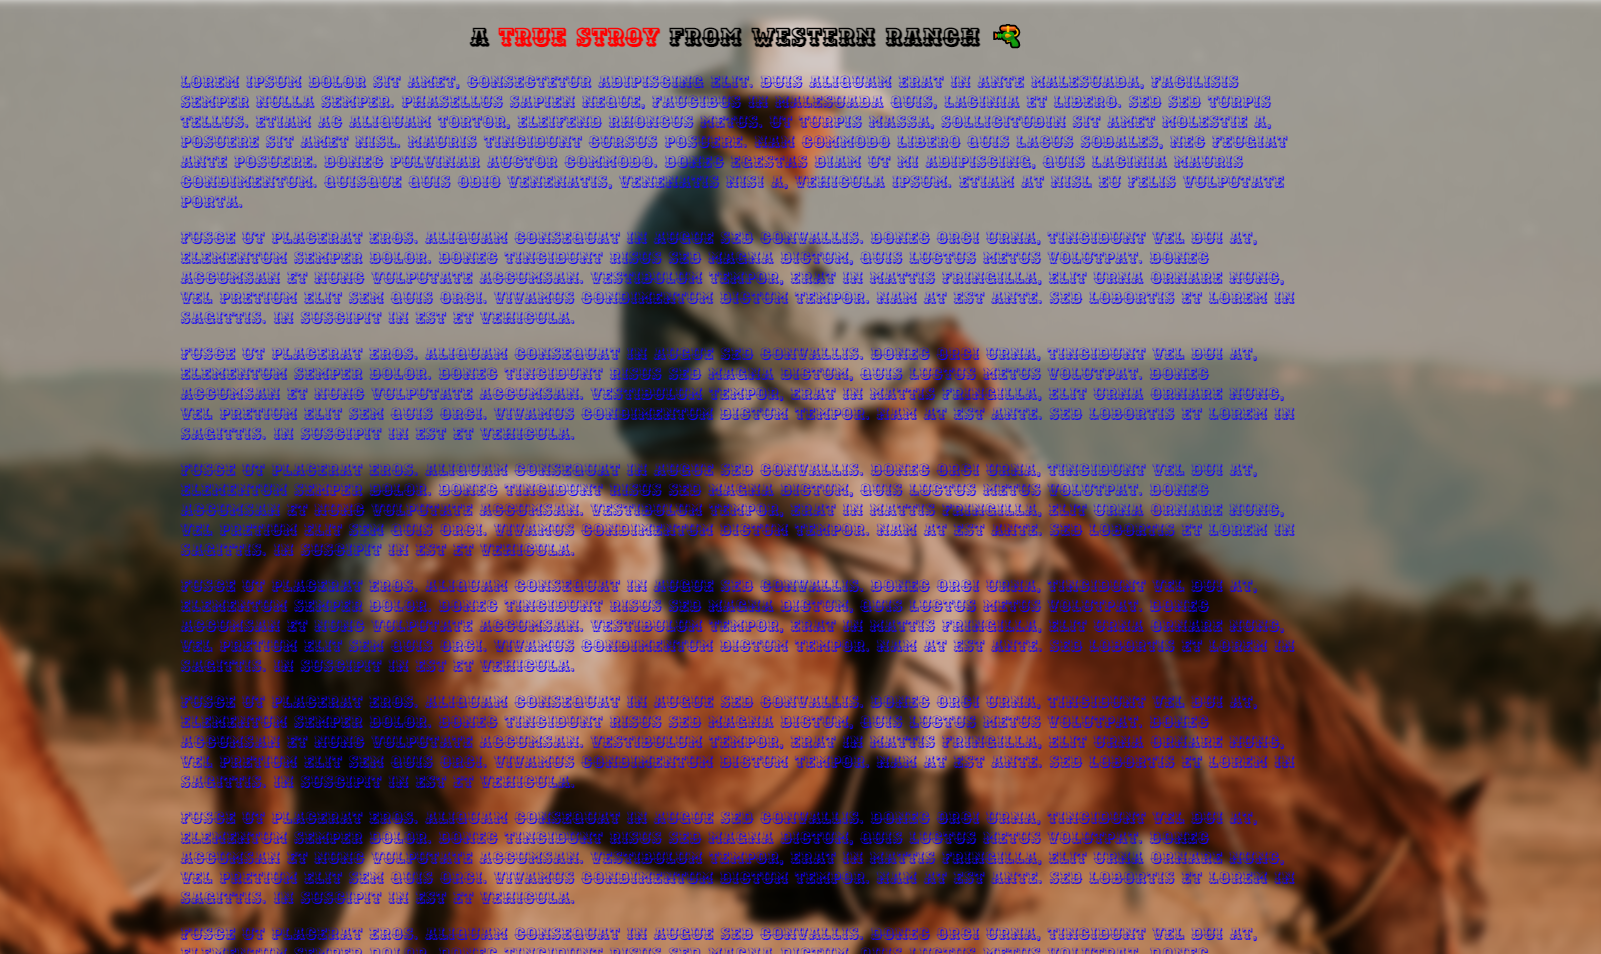 A TRUE STROY FROM WESTERN RANCH 🔫
LOREM IPSUM DOLOR SIT AMET, CONSECTETUR ADIPISCING ELIT. DUIS ALIQUAM ERAT IN ANTE MALESUADA, FACILISIS
SEMPER NULLA SEMPER. PHASELLUS SAPIEN NEQUE, FAUCIBUS IN MALESUADA QUIS, LACINIA ET LIBERO. SED SED TURPIS
TELLUS. ETIAM AC ALIQUAM TORTOR, ELEIFEND RHONCUS METUS. UT TURPIS MASSA, SOLLICITUDIN SIT AMET MOLESTIE A,
POSUERE SIT AMET NISL. MAURIS TINCIDUNT CURSUS POSUERE. NAM COMMODO LIBERO QUIS LACUS SODALES, NEC FEUGIAT
ANTE POSUERE. DONEC PULVINAR AUCTOR COMMODO. DONEC EGESTAS DIAM UT MI ADIPISCING, QUIS LACINIA MAURIS
CONDIMENTUM. QUISQUE QUIS ODIO VENENATIS, VENENATIS NISI A, VEHICULA IPSUM. ETIAM AT NISL EU FELIS VULPUTATE
PORTA.
FUSCE UT PLACERAT EROS. ALIQUAM CONSEQUAT IN AUGUE SED CONVALLIS. DONEC ORCI URNA, TINCIDUNT VEL DUI AT,
ELEMENTUM SEMPER DOLOR. DONEC TINCIDUNT RISUS SED MAGNA DICTUM, QUIS LUCTUS METUS VOLUTPAT. DONEC
ACCUMSAN ET NUNC VULPUTATE ACCUMSAN. VESTIBULUM TEMPOR, ERAT IN MATTIS FRINGILLA, ELIT URNA ORNARE NUNC,
VEL PRETIUM ELIT SEM QUIS ORCI. VIVAMUS CONDIMENTUM DICTUM TEMPOR. NAM AT EST ANTE. SED LOBORTIS ET LOREM IN
SAGITTIS. IN SUSCIPIT IN EST ET VEHICULA.
FUSCE UT PLACERAT EROS. ALIQUAM CONSEQUAT IN AUGUE SED CONVALLIS. DONEC ORCI URNA, TINCIDUNT VEL DUI AT,
ELEMENTUM SEMPER DOLOR. DONEC TINCIDUNT RISUS SED MAGNA DICTUM, QUIS LUCTUS METUS VOLUTPAT. DONEC
ACCUMSAN ET NUNC VULPUTATE ACCUMSAN. VESTIBULUM TEMPOR, ERAT IN MATTIS FRINGILLA, ELIT URNA ORNARE NUNC,
VEL PRETIUM ELIT SEM QUIS ORCI. VIVAMUS CONDIMENTUM DICTUM TEMPOR. NAM AT EST ANTE. SED LOBORTIS ET LOREM IN
SAGITTIS. IN SUSCIPIT IN EST ET VEHICULA.
FUSCE UT PLACERAT EROS. ALIQUAM CONSEQUAT IN AUGUE SED CONVALLIS. DONEC ORCI URNA, TINCIDUNT VEL DUI AT,
ELEMENTUM SEMPER DOLOR. DONEC TINCIDUNT RISUS SED MAGNA DICTUM, QUIS LUCTUS METUS VOLUTPAT. DONEC
ACCUMSAN ET NUNC VULPUTATE ACCUMSAN. VESTIBULUM TEMPOR, ERAT IN MATTIS FRINGILLA, ELIT URNA ORNARE NUNC,
VEL PRETIUM ELIT SEM QUIS ORCI. VIVAMUS CONDIMENTUM DICTUM TEMPOR. NAM AT EST ANTE. SED LOBORTIS ET LOREM IN
SAGITTIS. IN SUSCIPIT IN EST ET VEHICULA.
FUSCE UT PLACERAT EROS. ALIQUAM CONSEQUAT IN AUGUE SED CONVALLIS. DONEC ORCI URNA, TINCIDUNT VEL DUI AT,
ELEMENTUM SEMPER DOLOR. DONEC TINCIDUNT RISUS SED MAGNA DICTUM, QUIS LUCTUS METUS VOLUTPAT. DONEC
ACCUMSAN ET NUNC VULPUTATE ACCUMSAN. VESTIBULUM TEMPOR, ERAT IN MATTIS FRINGILLA, ELIT URNA ORNARE NUNC,
VEL PRETIUM ELIT SEM QUIS ORCI. VIVAMUS CONDIMENTUM DICTUM TEMPOR. NAM AT EST ANTE. SED LOBORTIS ET LOREM IN
SAGITTIS. IN SUSCIPIT IN EST ET VEHICULA.
FUSCE UT PLACERAT EROS. ALIQUAM CONSEQUAT IN AUGUE SED CONVALLIS. DONEC ORCI URNA, TINCIDUNT VEL DUI AT,
ELEMENTUM SEMPER DOLOR. DONEC TINCIDUNT RISUS SED MAGNA DICTUM, QUIS LUCTUS METUS VOLUTPAT. DONEC
ACCUMSAN ET NUNC VULPUTATE ACCUMSAN. VESTIBULUM TEMPOR, ERAT IN MATTIS FRINGILLA, ELIT URNA ORNARE NUNC,
VEL PRETIUM ELIT SEM QUIS ORCI. VIVAMUS CONDIMENTUM DICTUM TEMPOR. NAM AT EST ANTE. SED LOBORTIS ET LOREM IN
SAGITTIS. IN SUSCIPIT IN EST ET VEHICULA.
FUSCE UT PLACERAT EROS. ALIQUAM CONSEQUAT IN AUGUE SED CONVALLIS. DONEC ORCI URNA, TINCIDUNT VEL DUI AT,
ELEMENTUM SEMPER DOLOR. DONEC TINCIDUNT RISUS SED MAGNA DICTUM, QUIS LUCTUS METUS VOLUTPAT. DONEC
ACCUMSAN ET NUNC VULPUTATE ACCUMSAN. VESTIBULUM TEMPOR, ERAT IN MATTIS FRINGILLA, ELIT URNA ORNARE NUNC,
VEL PRETIUM ELIT SEM QUIS ORCI. VIVAMUS CONDIMENTUM DICTUM TEMPOR. NAM AT EST ANTE. SED LOBORTIS ET LOREM IN
SAGITTIS. IN SUSCIPIT IN EST ET VEHICULA.
FUSCE UT PLACERAT EROS. ALIQUAM CONSEQUAT IN AUGUE SED CONVALLIS. DONEC ORCI URNA, TINCIDUNT VEL DUI AT,